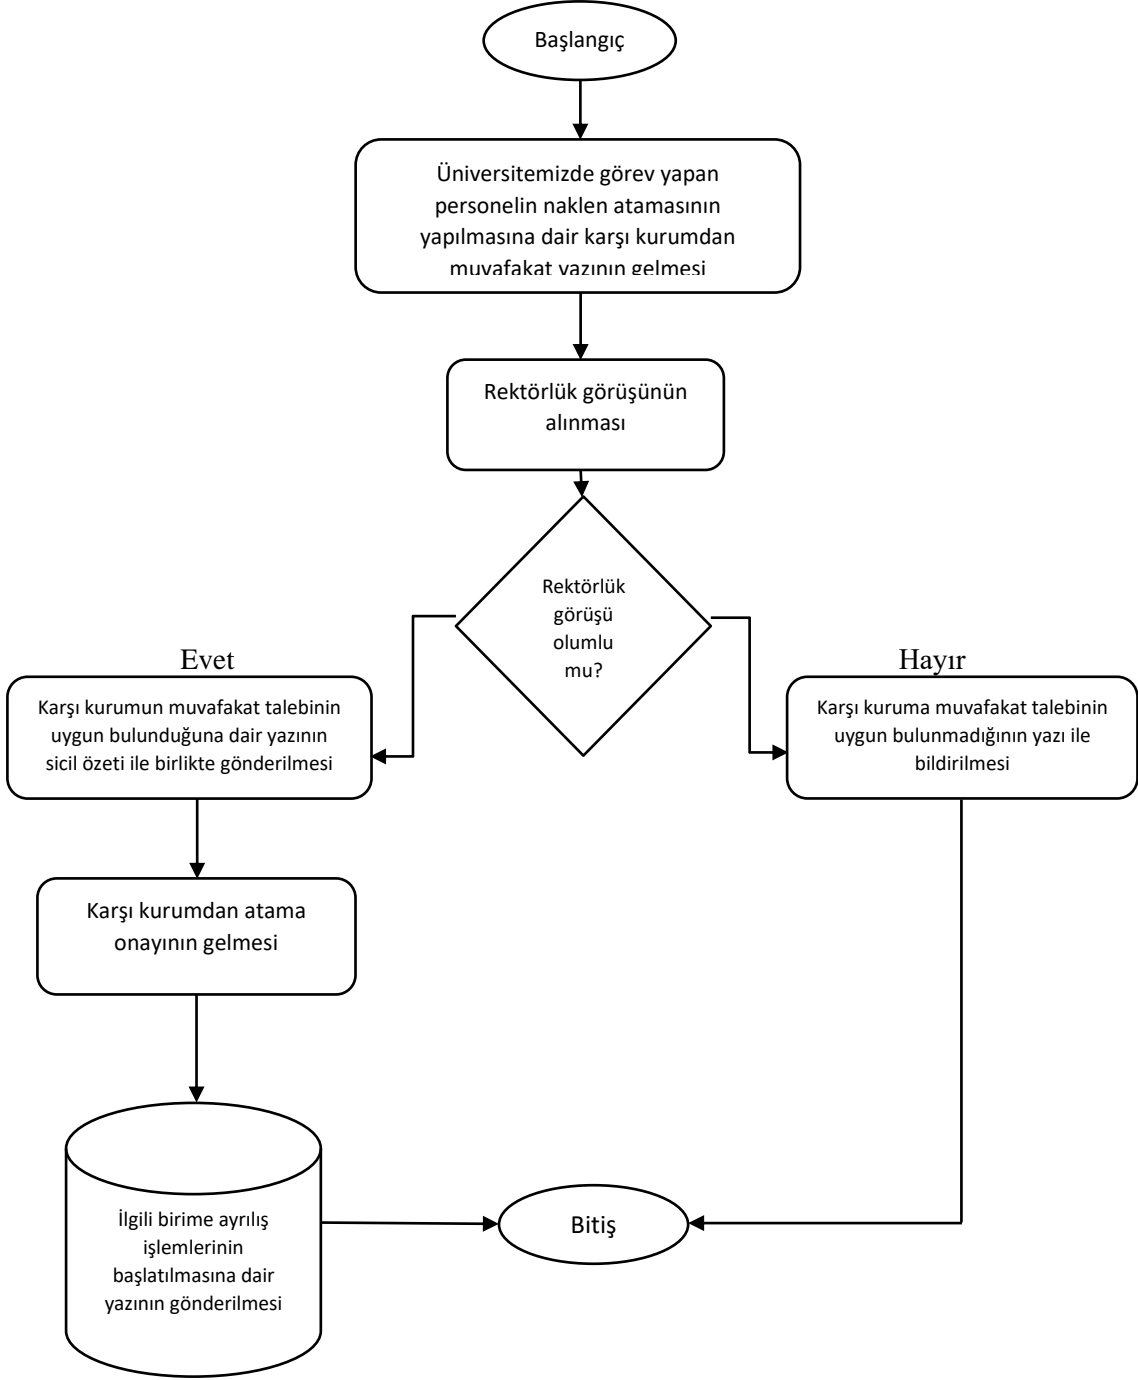 Başlangıç
Üniversitemizde görev yapan
personelin naklen atamasının
yapılmasına dair karşı kurumdan
muvafakat yazının gelmesi
Rektörlük görüşünün
alınması
Rektörlük
görüşü
olumlu
mu?
Evet
Hayır
Karşı kurumun muvafakat talebinin
uygun bulunduğuna dair yazının
sicil özeti ile birlikte gönderilmesi
Karşı kuruma muvafakat talebinin
uygun bulunmadığının yazı ile
bildirilmesi
Karşı kurumdan atama
onayının gelmesi
İlgili birime ayrılış
işlemlerinin
başlatılmasına dair
yazının gönderilmesi
Bitiş